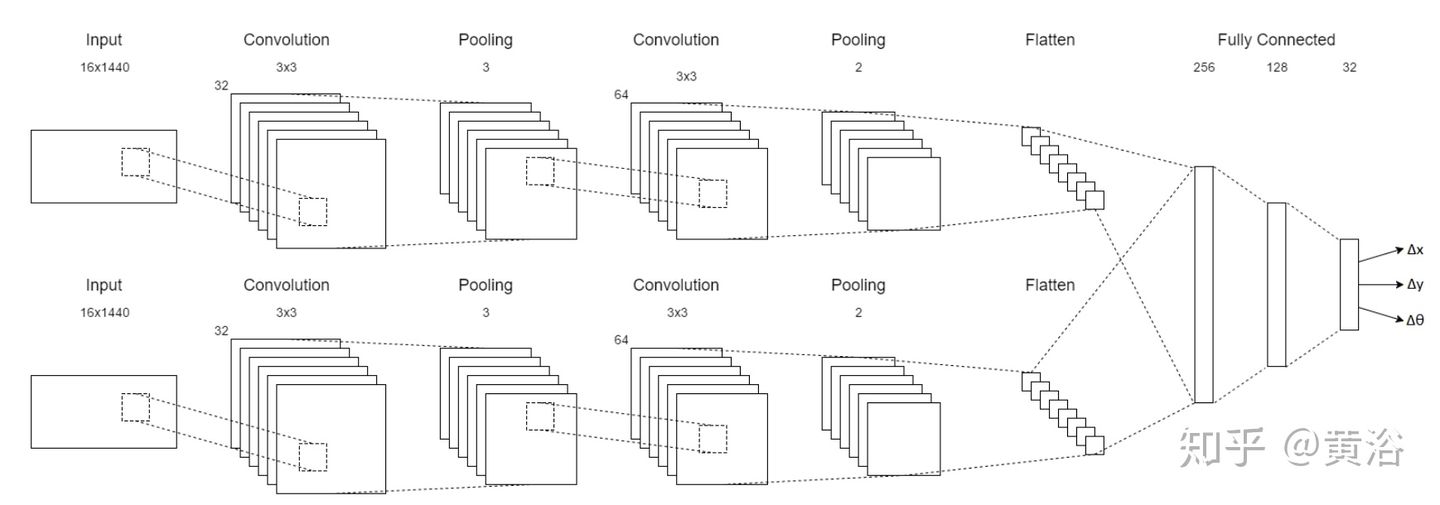 Input Convolution Pooling Convolution Pooling Flatten Fully Connected
16x1440 3x3 3 3x3 2 256 128 32
32 64
Δx
Δy
Δθ
Input Convolution Pooling Convolution Pooling Flatten
16x1440 3x3 3 3x3 2
32 64
知乎 @黄浴